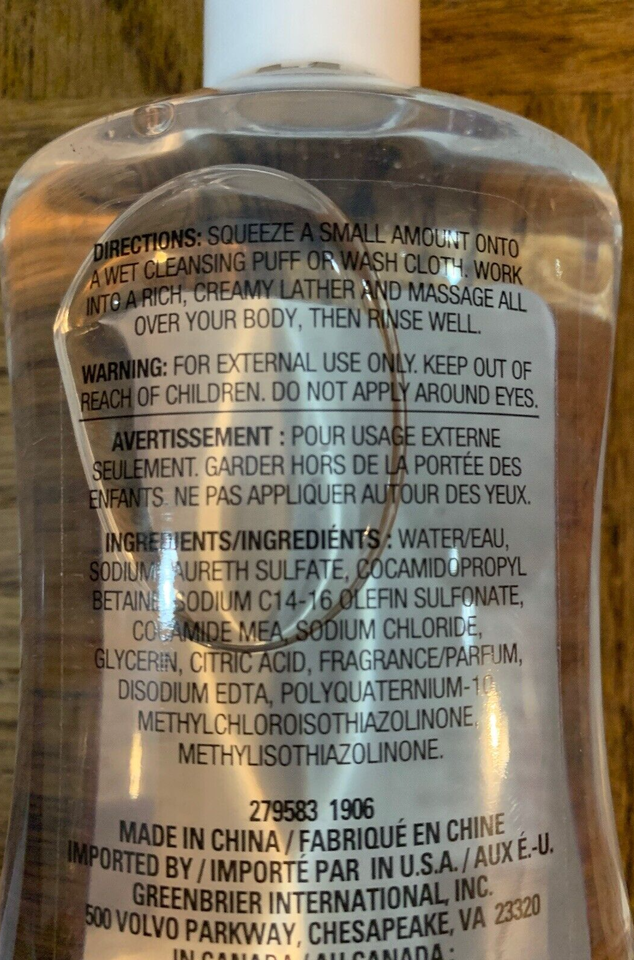 DIRECTIONS: SQUEEZE A SMALL AMOUNT ONTO
A WET CLEANSING PUFF OR WASH CLOTH. WORK
INTO A RICH, CREAMY LATHER AND MASSAGE ALL
OVER YOUR BODY, THEN RINSE WELL.
WARNING: FOR EXTERNAL USE ONLY. KEEP OUT OF
REACH OF CHILDREN. DO NOT APPLY AROUND EYES.
AVERTISSEMENT : POUR USAGE EXTERNE
SEULEMENT. GARDER HORS DE LA PORTÉE DES
ENFANTS. NE PAS APPLIQUER AUTOUR DES YEUX.
INGREDIENTS/INGREDIÉNTS : WATER/EAU,
SODIUM LAURETH SULFATE, COCAMIDOPROPYL
BETAINE, SODIUM C14-16 OLEFIN SULFONATE,
COCAMIDE MEA, SODIUM CHLORIDE,
GLYCERIN, CITRIC ACID, FRAGRANCE/PARFUM,
DISODIUM EDTA, POLYQUATERNIUM-10,
METHYLCHLOROISOTHIAZOLINONE,
METHYLISOTHIAZOLINONE.
279583 1906
MADE IN CHINA / FABRIQUÉ EN CHINE
IMPORTED BY / IMPORTÉ PAR IN U.S.A. / AUX É.-U.
GREENBRIER INTERNATIONAL, INC.
500 VOLVO PARKWAY, CHESAPEAKE, VA 23320
IN CANADA / AU CANADA :